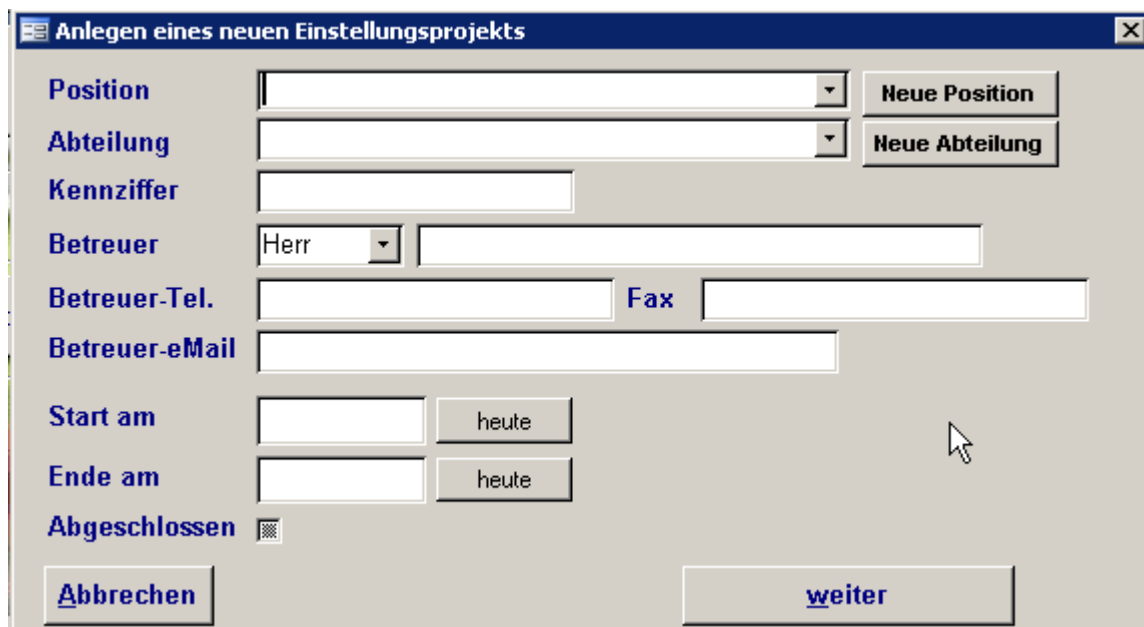 Anlegen eines neuen Einstellungsprojekts
Position Neue Position
Abteilung Neue Abteilung
Kennziffer
Betreuer Herr
Betreuer-Tel. Fax
Betreuer-eMail
Start am heute
Ende am heute
Abgeschlossen
Abbrechen weiter